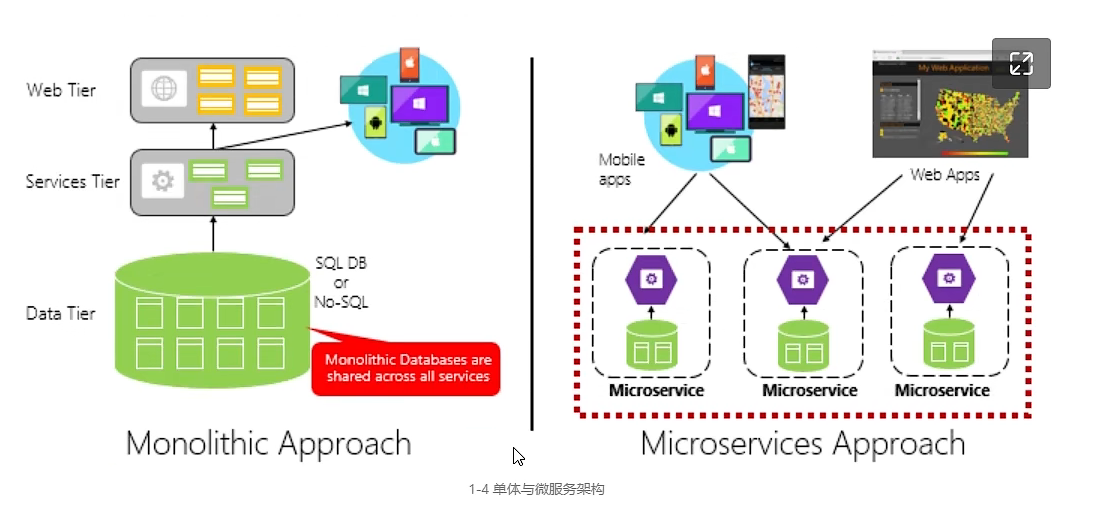 Web Tier
Services Tier
Data Tier
SQL DB
or
No-SQL
Monolithic Databases are
shared across all services
Monolithic Approach
Mobile
apps
My Web Application
Web Apps
Microservice
Microservice
Microservice
Microservices Approach
1-4 单体与微服务架构